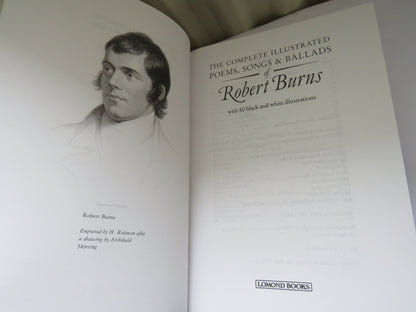 Robert Burns
Engraved by H. Robinson after
a drawing by Archibald
Skirving
THE COMPLETE ILLUSTRATED
POEMS, SONGS & BALLADS
of
Robert Burns
with 80 black and white illustrations
LOMOND BOOKS